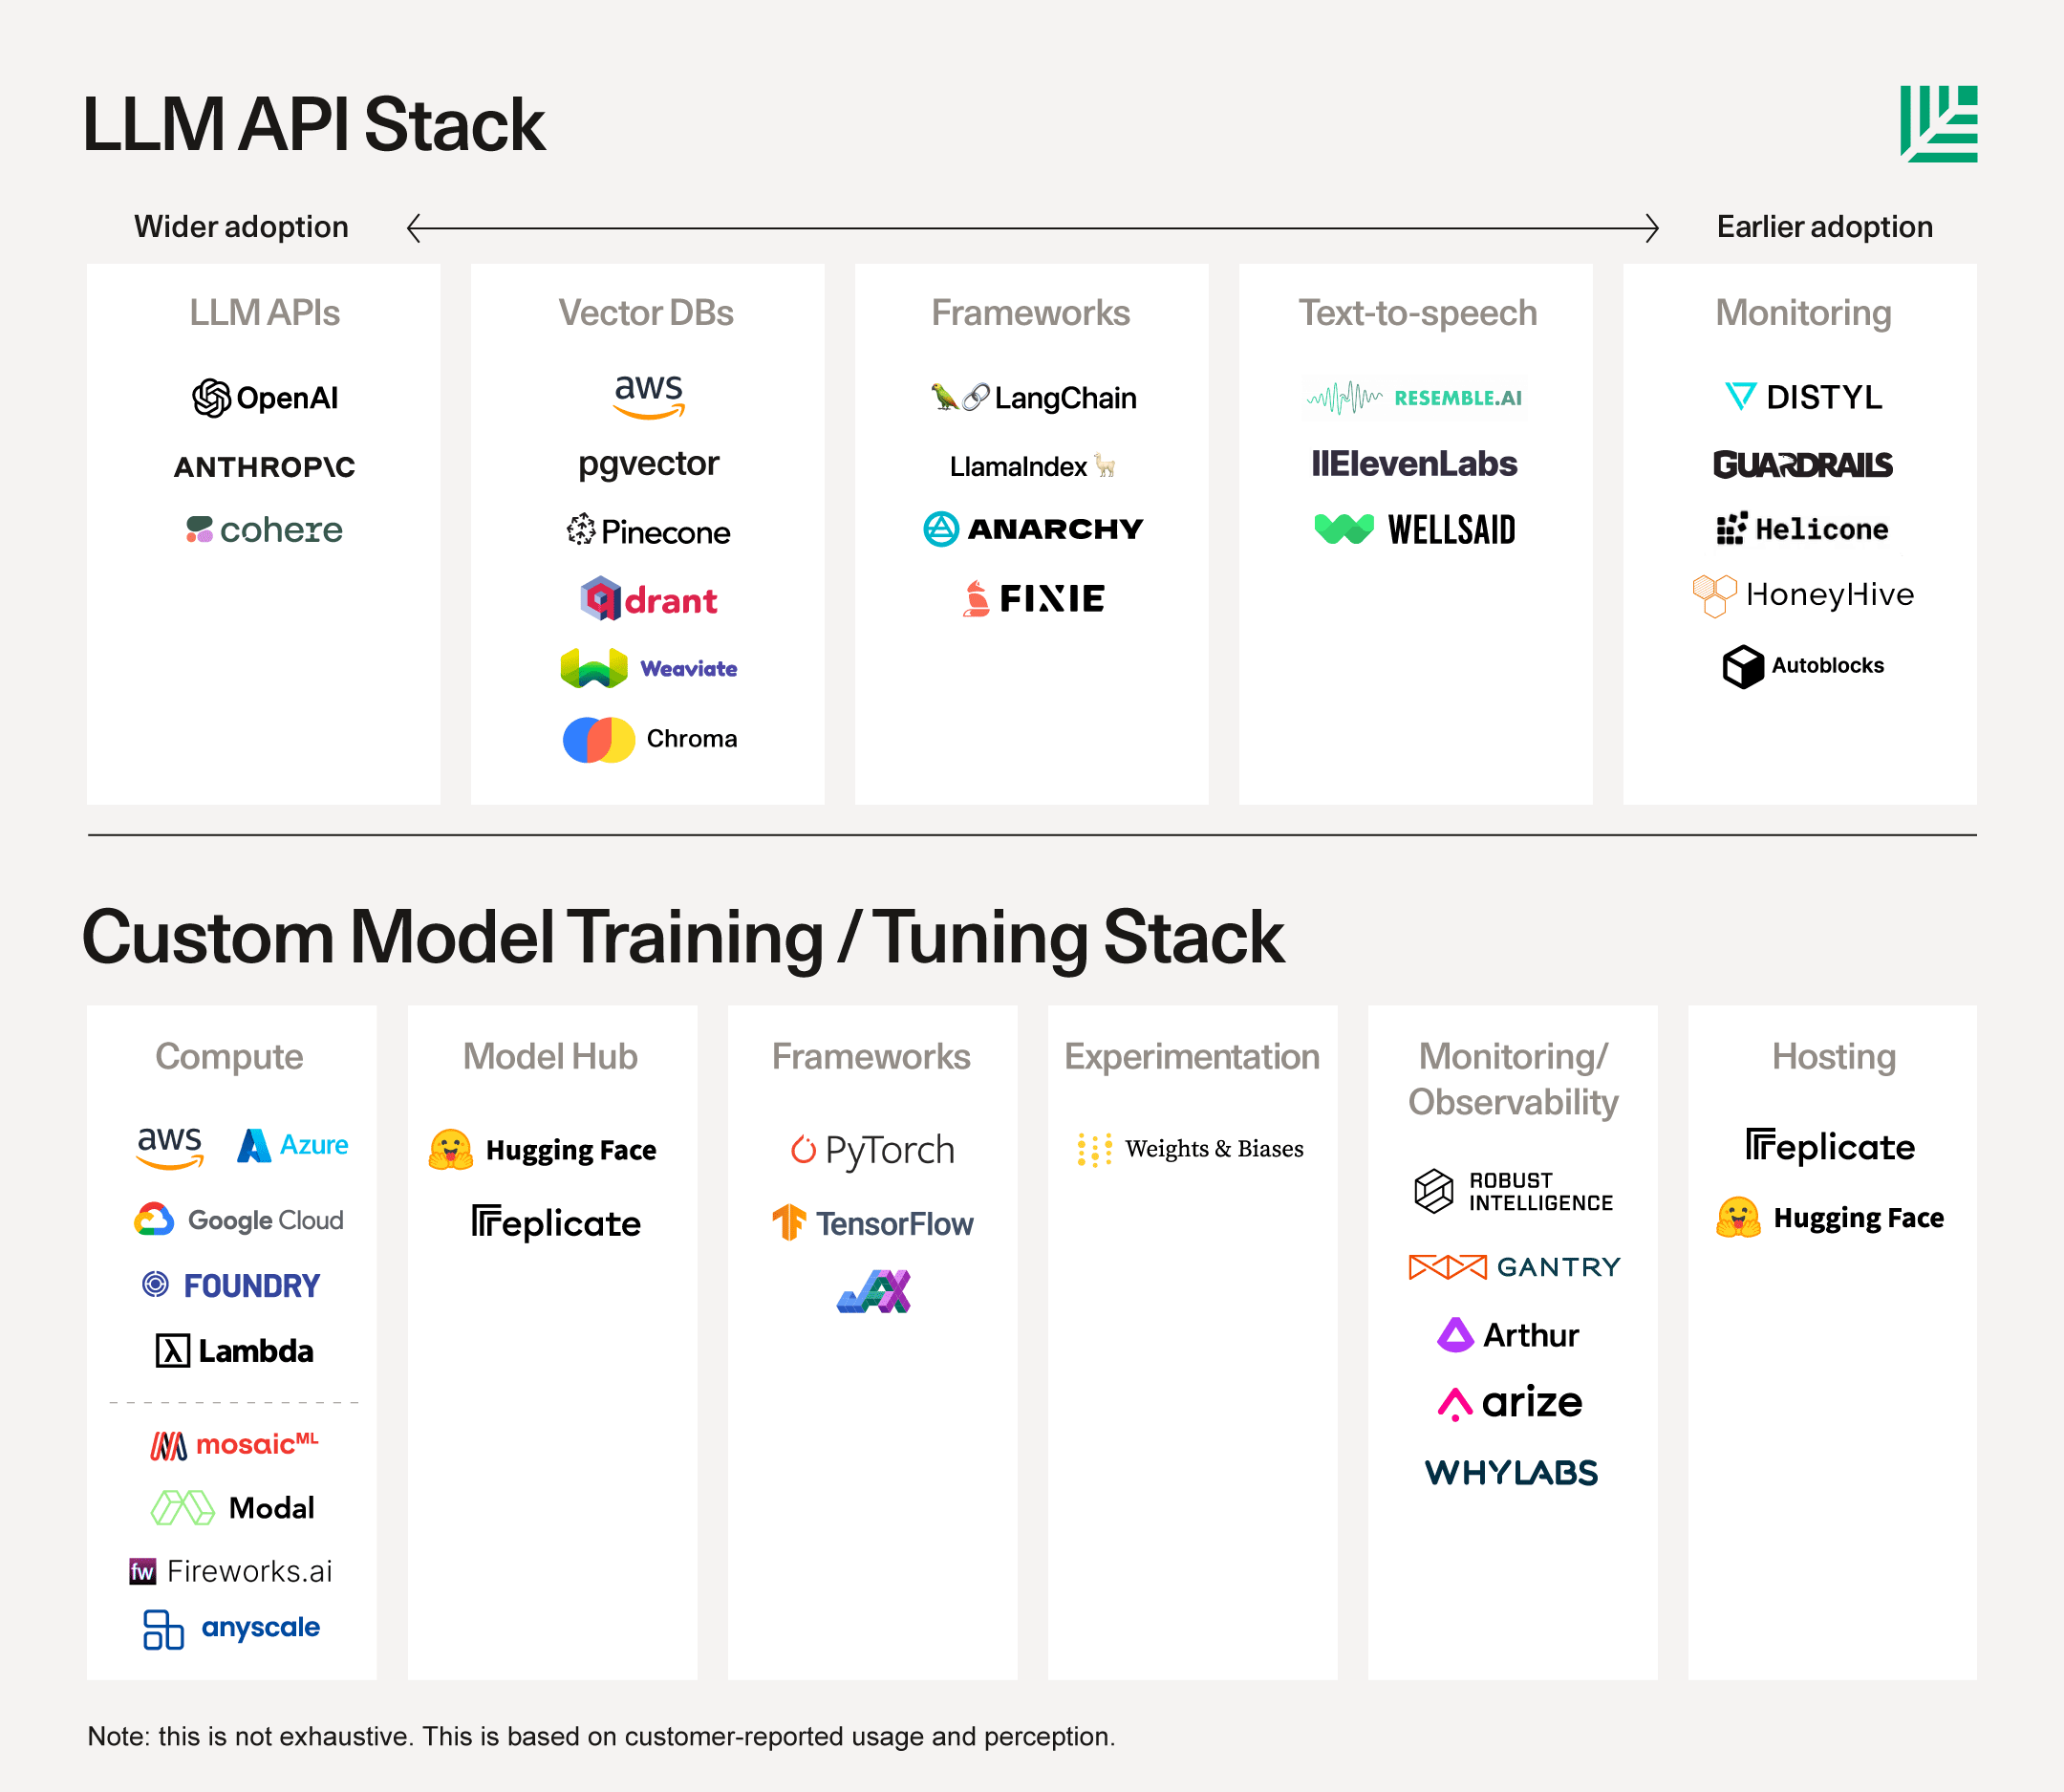 LLM API Stack
Wider adoption
Earlier adoption
LLM APIs
OpenAI
ANTHROP\C
cohere
Vector DBs
aws
pgvector
Pinecone
qdrant
Weaviate
Chroma
Frameworks
LangChain
LlamaIndex
ANARCHY
FIXIE
Text-to-speech
RESEMBLE.AI
IIElevenLabs
WELLSAID
Monitoring
DISTYL
GUARDRAILS
Helicone
HoneyHive
Autoblocks
Custom Model Training / Tuning Stack
Compute
aws Azure
Google Cloud
FOUNDRY
Lambda
mosaicML
Modal
fw Fireworks.ai
anyscale
Model Hub
Hugging Face
Replicate
Frameworks
PyTorch
TensorFlow
JAX
Experimentation
Weights & Biases
Monitoring/
Observability
ROBUST
INTELLIGENCE
GANTRY
Arthur
arize
WHYLABS
Hosting
Replicate
Hugging Face
Note: this is not exhaustive. This is based on customer-reported usage and perception.